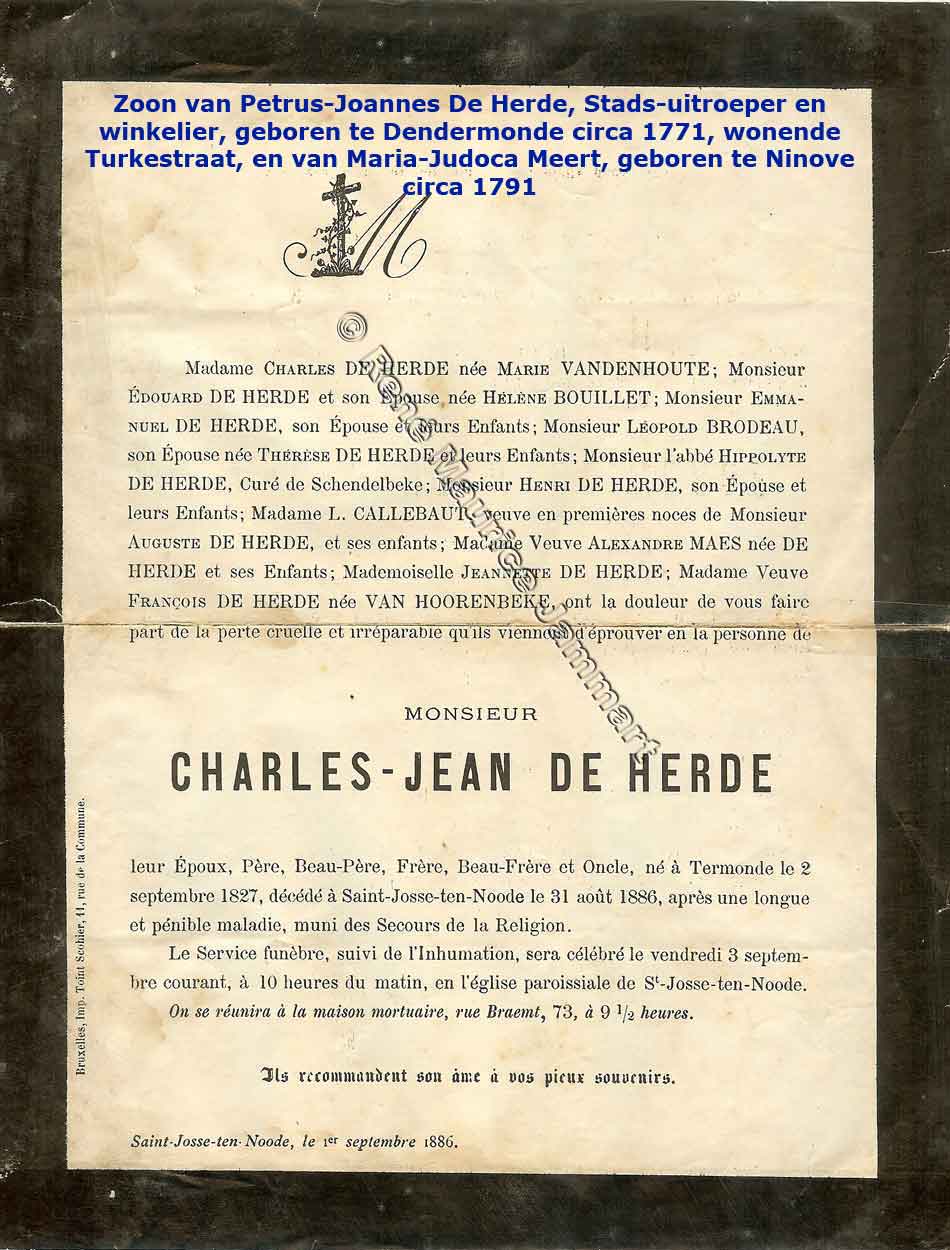 Zoon van Petrus-Joannes De Herde, Stads-uitroeper en
winkelier, geboren te Dendermonde circa 1771, wonende
Turkestraat, en van Maria-Judoca Meert, geboren te Ninove
circa 1791
M
Madame CHARLES DE HERDE née MARIE VANDENHOUTE; Monsieur
ÉDOUARD DE HERDE et son Épouse née HÉLÈNE BOUILLET; Monsieur EMMA-
NUEL DE HERDE, son Épouse et leurs Enfants; Monsieur LÉOPOLD BRODEAU,
son Épouse née THÉRÈSE DE HERDE et leurs Enfants; Monsieur l'abbé HIPPOLYTE
DE HERDE, Curé de Schendelbeke; Monsieur HENRI DE HERDE, son Épouse et
leurs Enfants; Madame L. CALLEBAUT, veuve en premières noces de Monsieur
AUGUSTE DE HERDE, et ses enfants; Madame Veuve ALEXANDRE MAES née DE
HERDE et ses Enfants; Mademoiselle JEANNETTE DE HERDE; Madame Veuve
FRANÇOIS DE HERDE née VAN HOORENBEKE, ont la douleur de vous faire
part de la perte cruelle et irréparable qu'ils viennent d'éprouver en la personne de
MONSIEUR
CHARLES-JEAN DE HERDE
leur Époux, Père, Beau-Père, Frère, Beau-Frère et Oncle, né à Termonde le 2
septembre 1827, décédé à Saint-Josse-ten-Noode le 31 août 1886, après une longue
et pénible maladie, muni des Secours de la Religion.
Le Service funèbre, suivi de l'Inhumation, sera célébré le vendredi 3 septem-
bre courant, à 10 heures du matin, en l'église paroissiale de St-Josse-ten-Noode.
On se réunira à la maison mortuaire, rue Braemt, 73, à 9 1/2 heures.
Ils recommandent son âme à vos pieux souvenirs.
Saint-Josse-ten-Noode, le 1er septembre 1886.
Bruxelles, Imp. Toint Scohier, 11, rue de la Commune.
© René Maurice Jammart